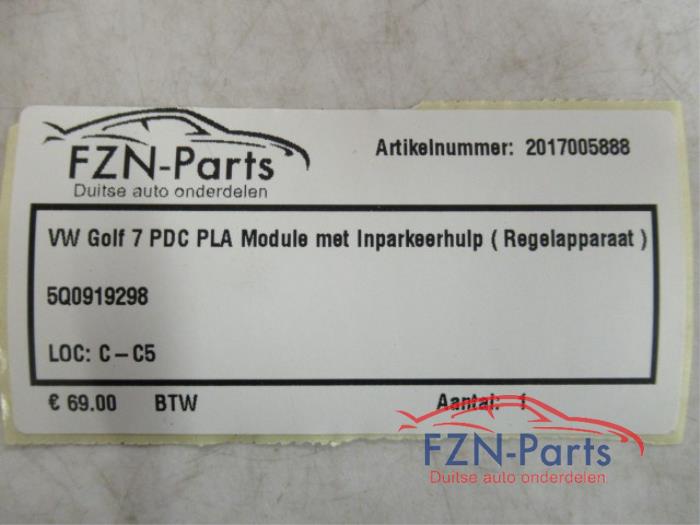 FZN-Parts
Duitse auto onderdelen
Artikelnummer: 2017005888
VW Golf 7 PDC PLA Module met Inparkeerhulp ( Regelapparaat )
5Q0919298
LOC: C - C5
€ 69.00 BTW Aantal: 1
FZN-Parts
Duitse auto onderdelen